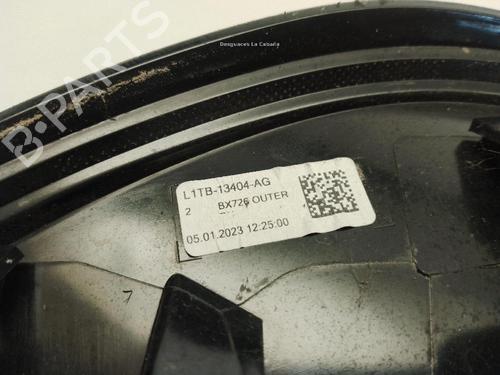 Desguaces La Cabaña
B-PARTS
L1TB-13404-AG
2 BX726 OUTER
05.01.2023 12:25:00